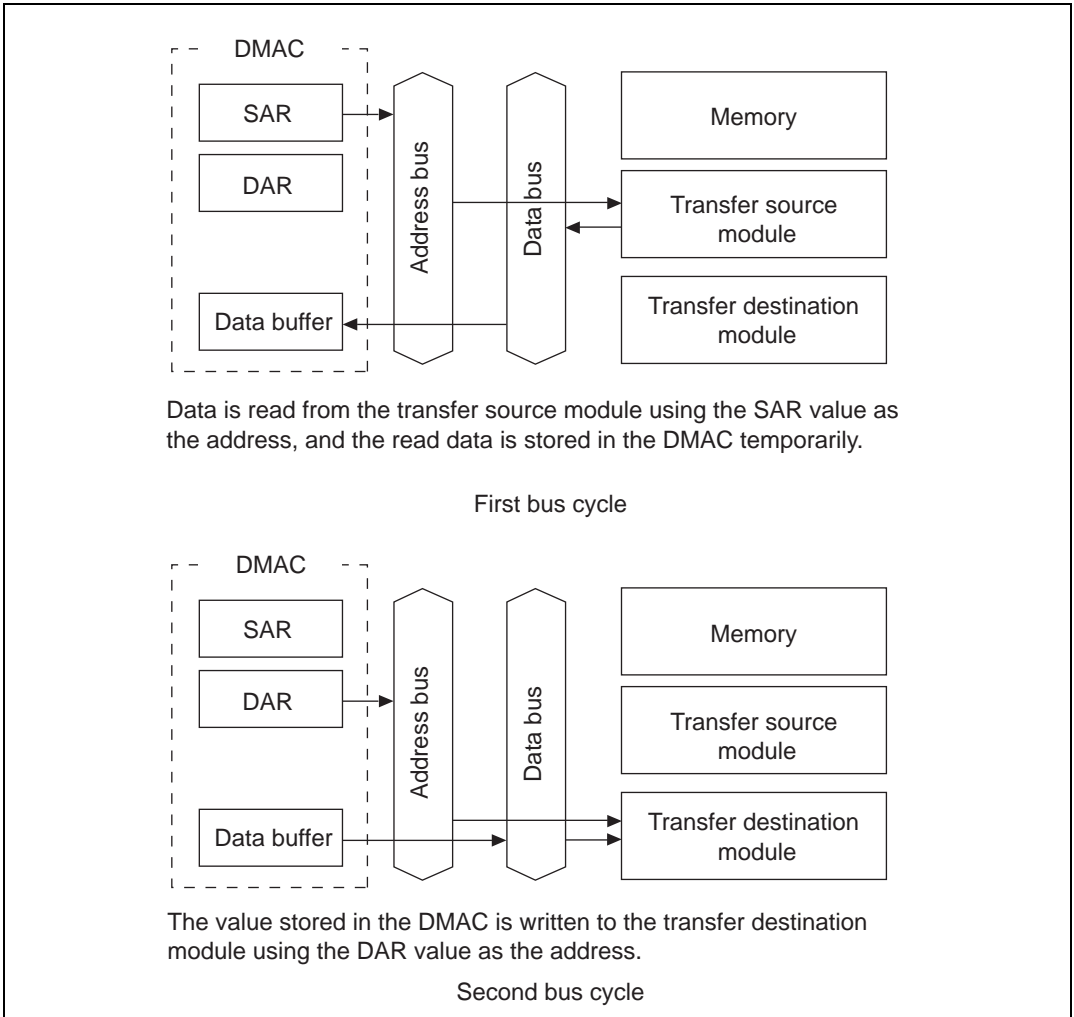 DMAC
SAR
DAR
Data buffer
Address bus
Data bus
Memory
Transfer source
module
Transfer destination
module
Data is read from the transfer source module using the SAR value as
the address, and the read data is stored in the DMAC temporarily.
First bus cycle
DMAC
SAR
DAR
Data buffer
Address bus
Data bus
Memory
Transfer source
module
Transfer destination
module
The value stored in the DMAC is written to the transfer destination
module using the DAR value as the address.
Second bus cycle